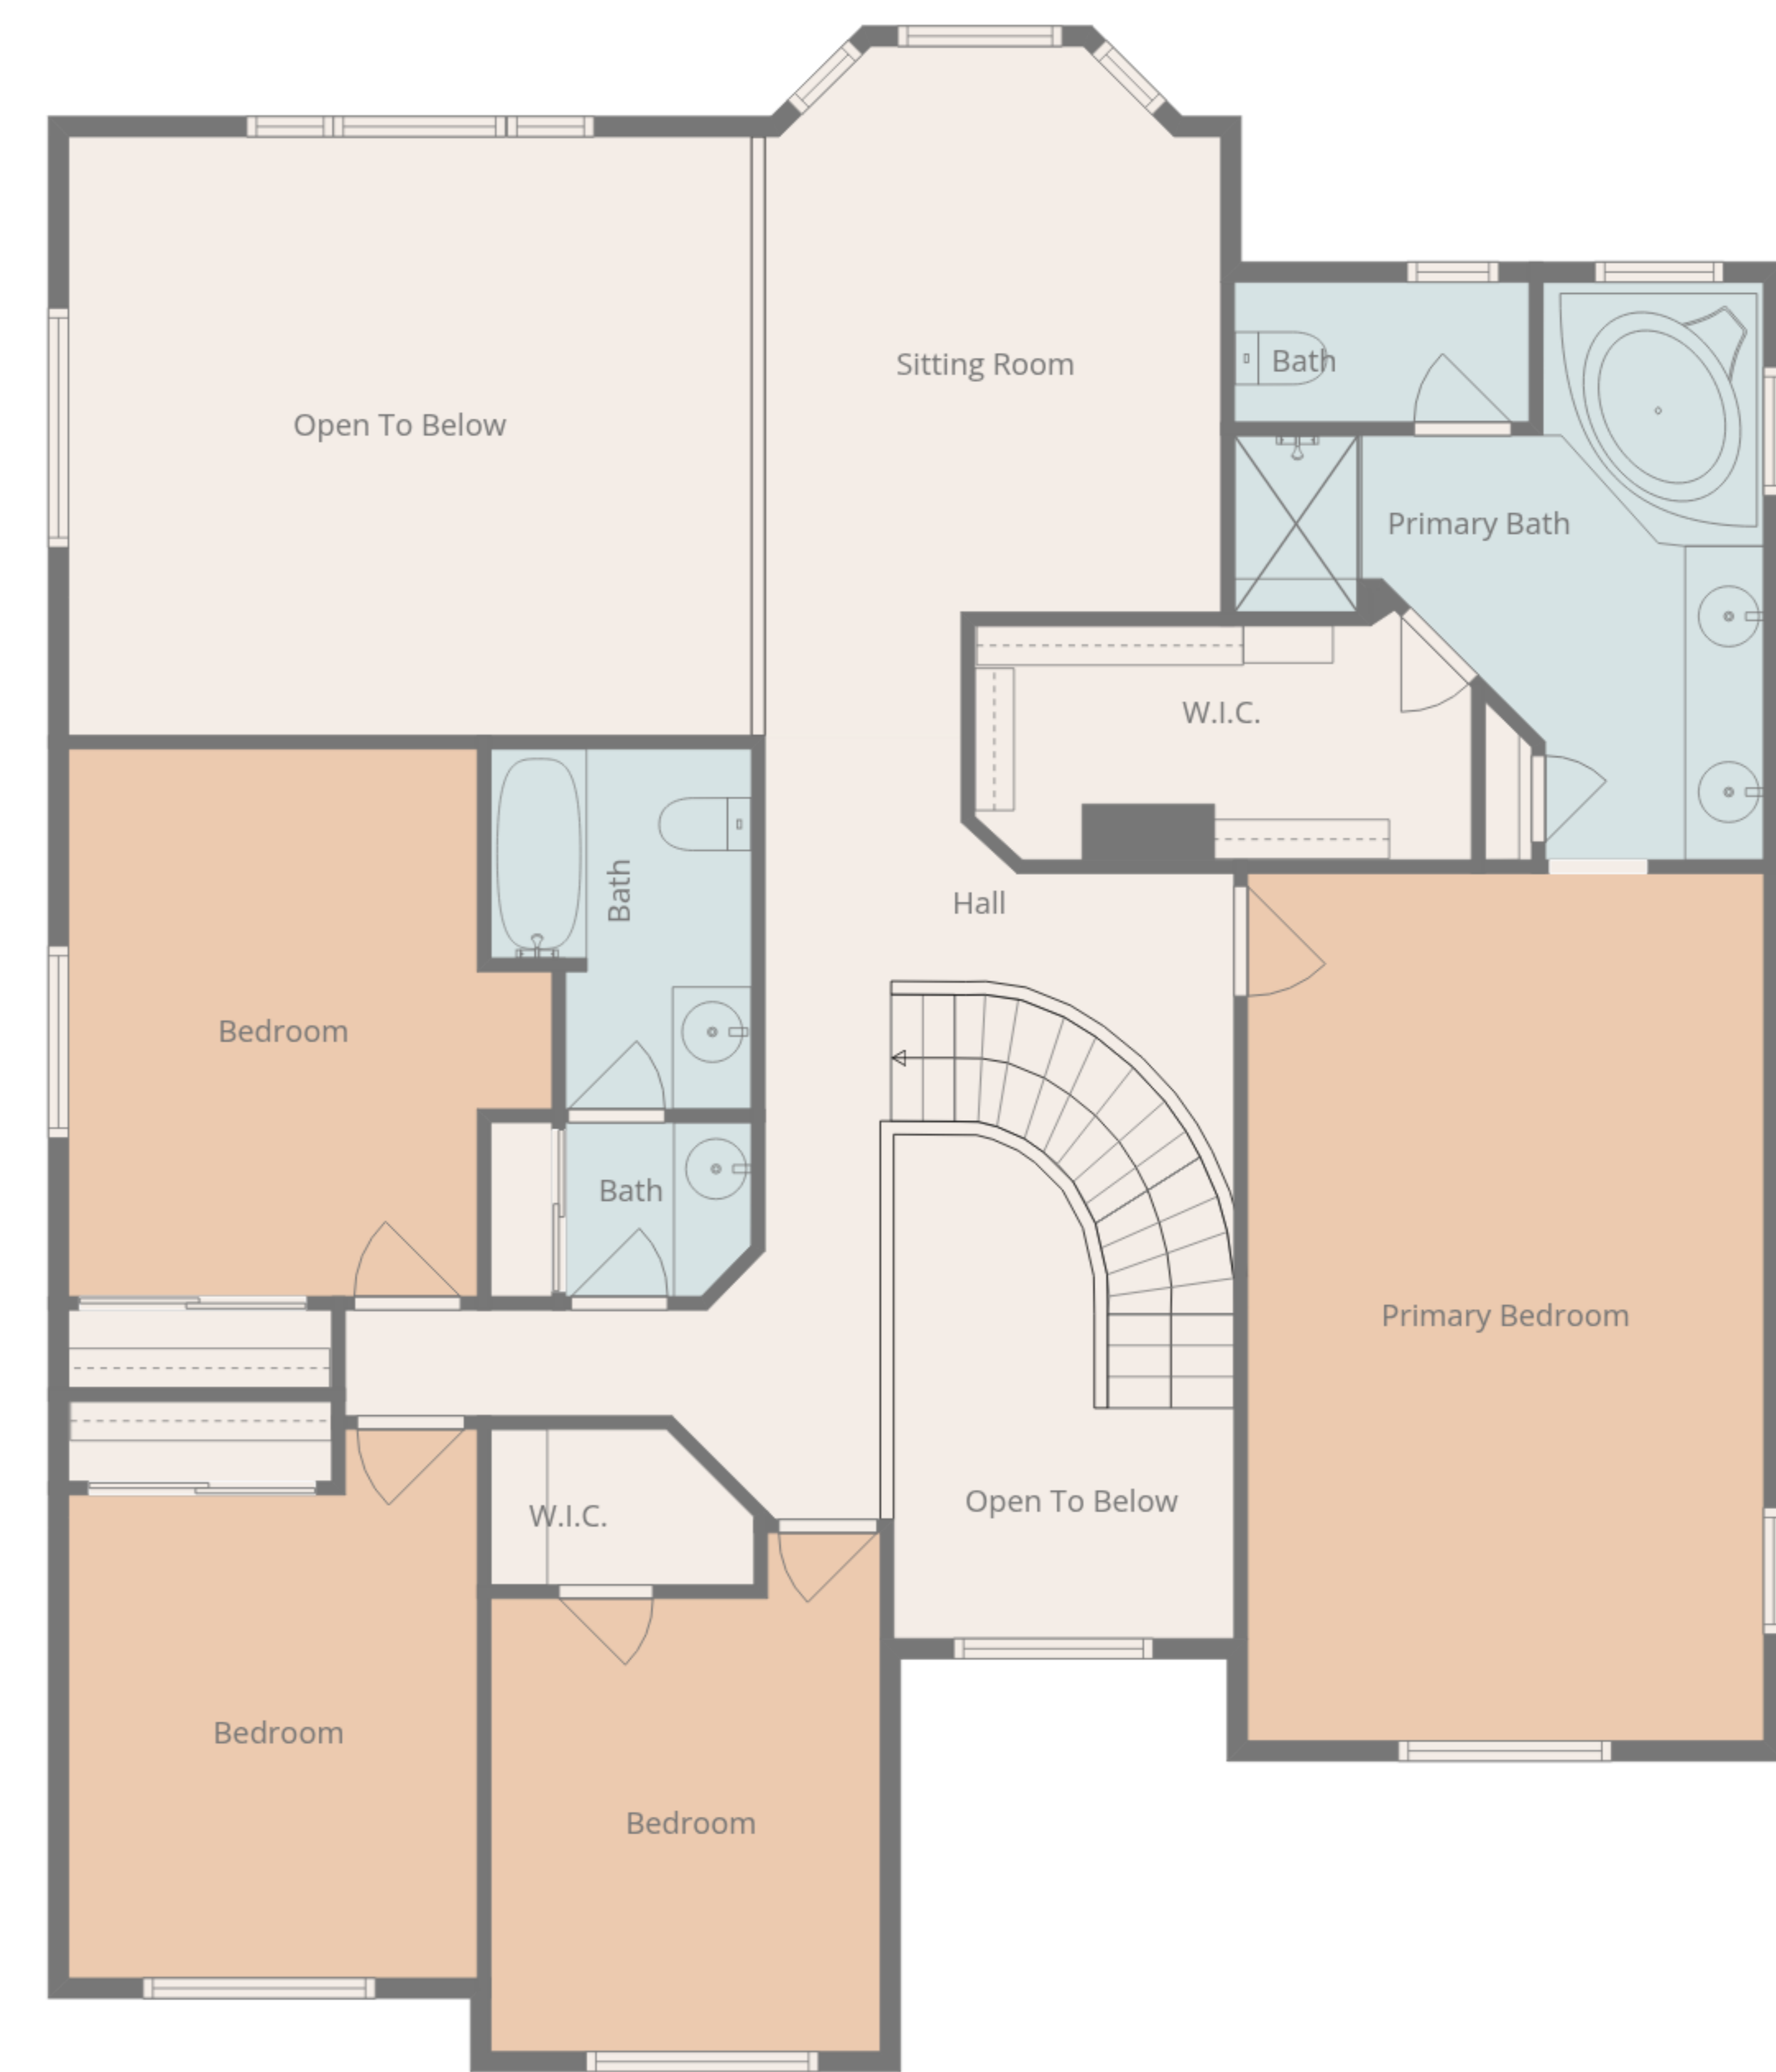 Sitting Room
Bath
Open To Below
Primary Bath
W.I.C.
Bath
Hall
Bedroom
Bath
Primary Bedroom
Open To Below
W.I.C.
Bedroom
Bedroom